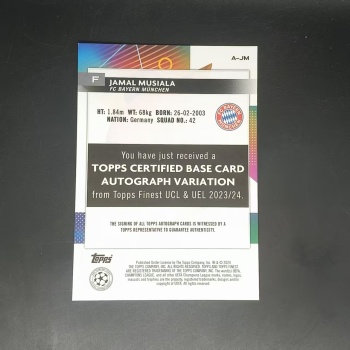 A-JM
F JAMAL MUSIALA
FC BAYERN MÜNCHEN
HT: 1.84m WT: 68kg BORN: 26-02-2003
NATION: Germany SQUAD NO.: 42
You have just received a
TOPPS CERTIFIED BASE CARD
AUTOGRAPH VARIATION
from Topps Finest UCL & UEL 2023/24.
THE SIGNING OF ALL TOPPS AUTOGRAPH CARDS IS WITNESSED BY A
TOPPS REPRESENTATIVE TO GUARANTEE AUTHENTICITY.
TOPPS
CHAMPIONS
LEAGUE